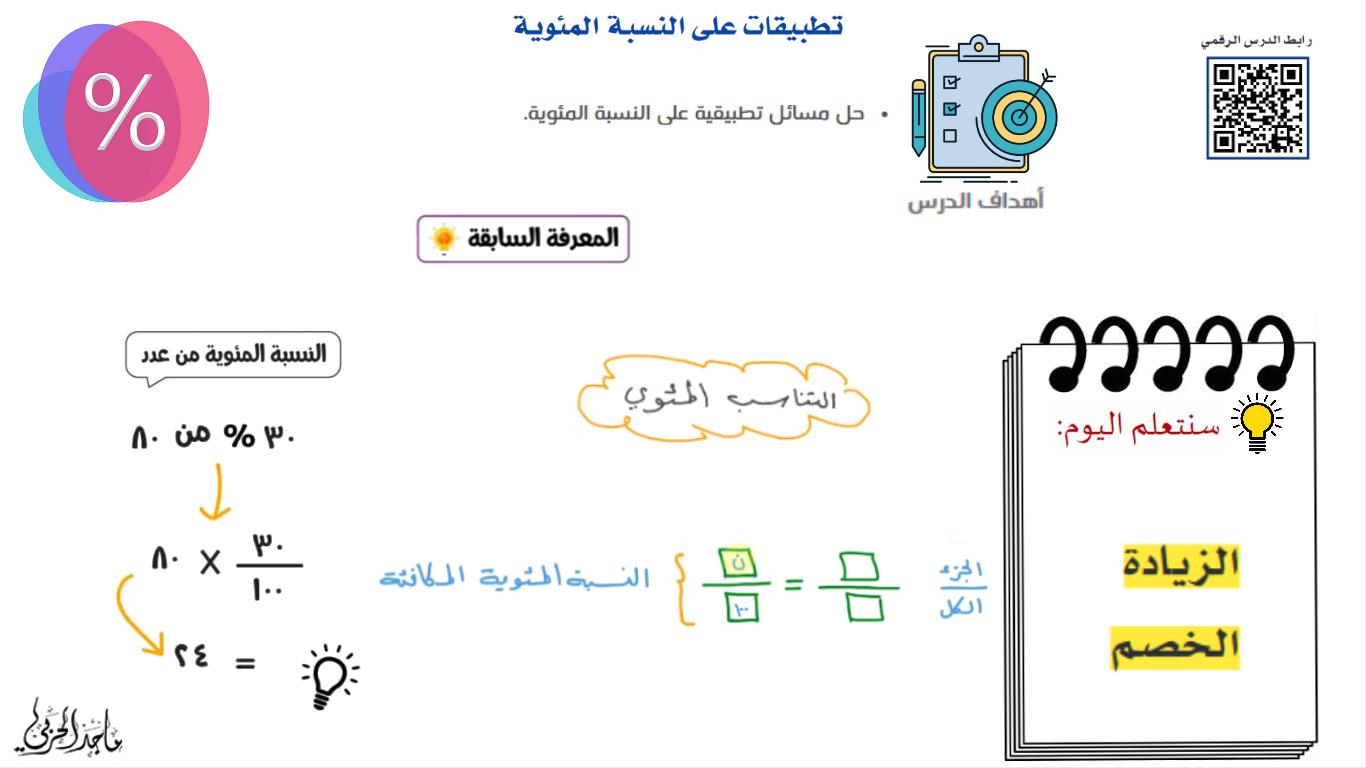 تطبيقات على النسبة المئوية
رابط الدرس الرقمي
%
• حل مسائل تطبيقية على النسبة المئوية.
أهداف الدرس
المعرفة السابقة
سنتعلم اليوم:
الزيادة
الخصم
التناسب المئوي
الجزء
الكل
=
ن
١٠٠
النسبة المئوية المكافئة
النسبة المئوية من عدد
٣٠ % من ٨٠
٣٠
١٠٠
X ٨٠
= ٢٤